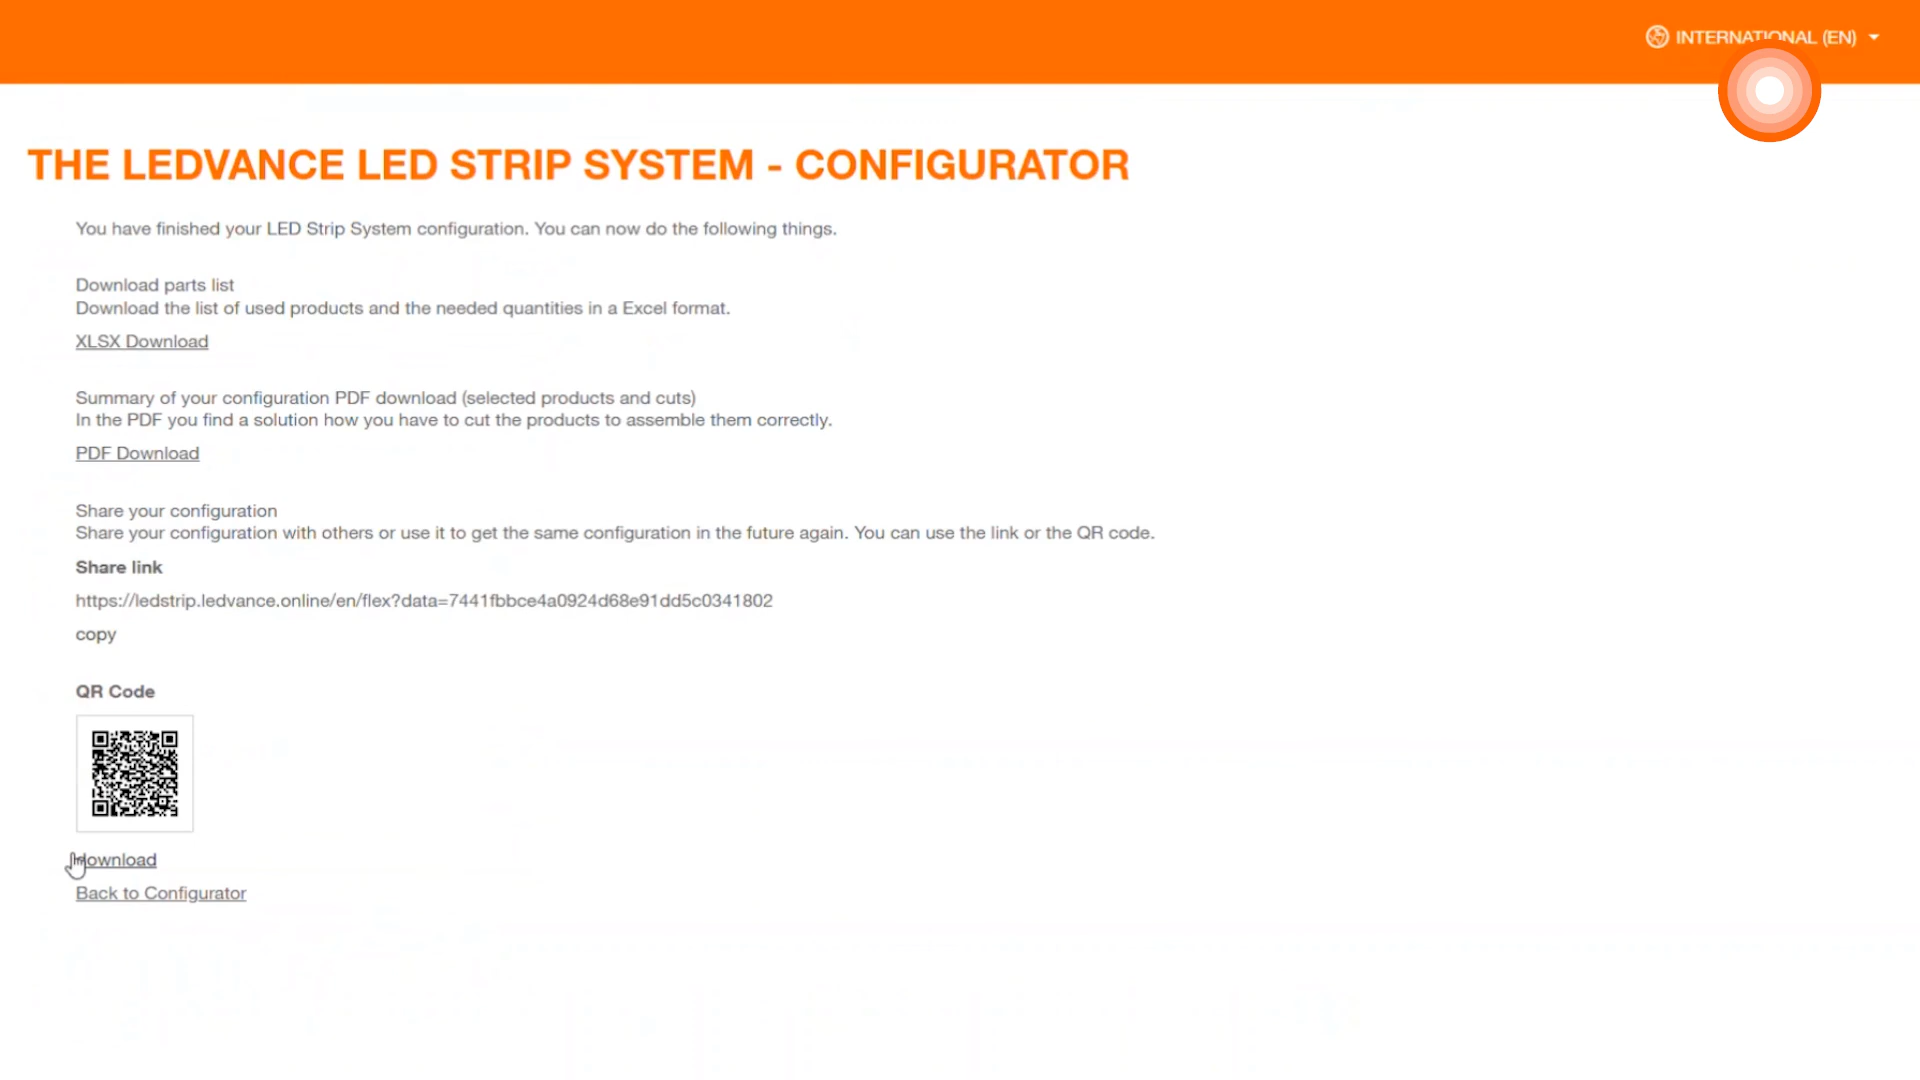 INTERNATIONAL (EN)
THE LEDVANCE LED STRIP SYSTEM - CONFIGURATOR
You have finished your LED Strip System configuration. You can now do the following things.
Download parts list
Download the list of used products and the needed quantities in a Excel format.
XLSX Download
Summary of your configuration PDF download (selected products and cuts)
In the PDF you find a solution how you have to cut the products to assemble them correctly.
PDF Download
Share your configuration
Share your configuration with others or use it to get the same configuration in the future again. You can use the link or the QR code.
Share link
https://ledstrip.ledvance.online/en/flex?data=7441fbbce4a0924d68e91dd5c0341802
copy
QR Code
Download
Back to Configurator